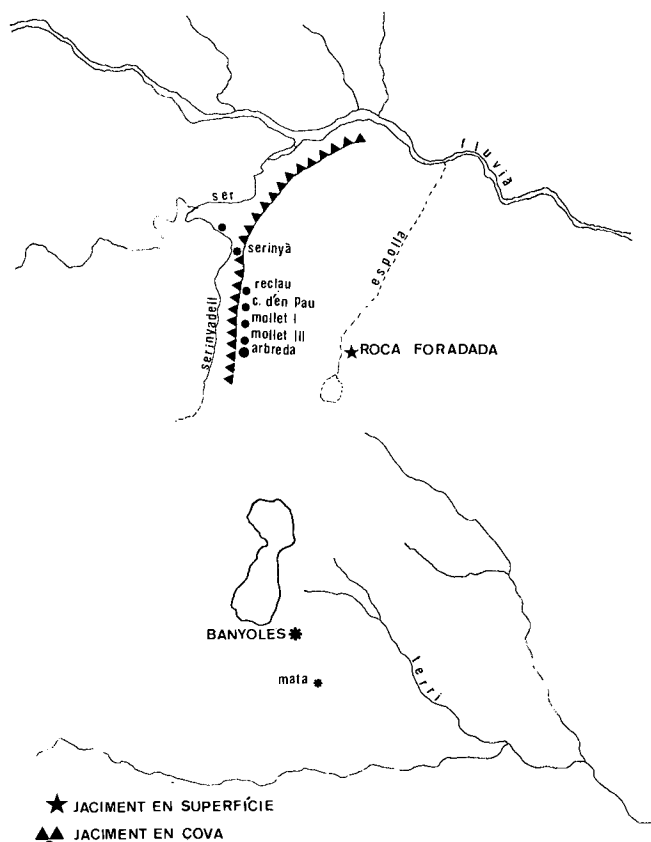 fluvià
ser
espolla
serinyà
serinyadell
reclau
c. d'en Pau
mollet I
mollet III
arbreda
ROCA FORADADA
BANYOLES
mata
terri
JACIMENT EN SUPERFÍCIE
JACIMENT EN COVA